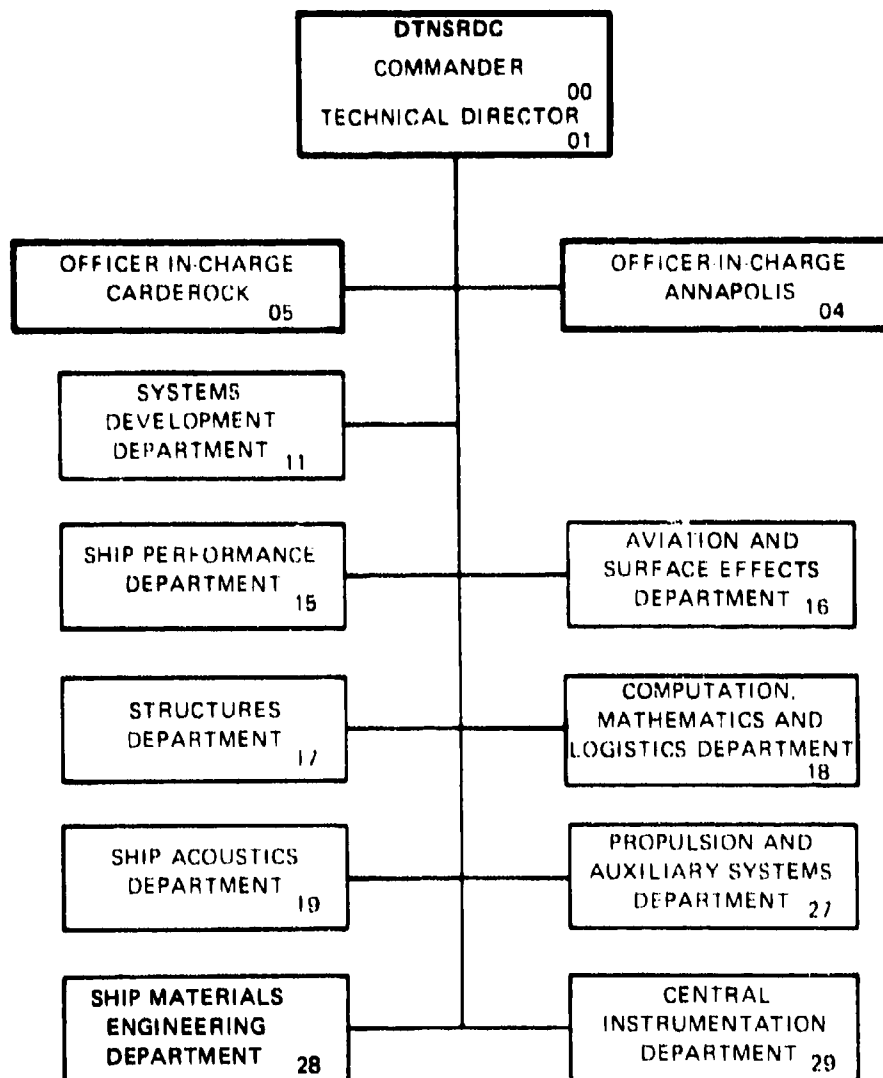 DTNSRDC
COMMANDER
00
TECHNICAL DIRECTOR
01
OFFICER-IN-CHARGE
CARDEROCK
05
OFFICER-IN-CHARGE
ANNAPOLIS
04
SYSTEMS
DEVELOPMENT
DEPARTMENT
11
SHIP PERFORMANCE
DEPARTMENT
15
AVIATION AND
SURFACE EFFECTS
DEPARTMENT
16
STRUCTURES
DEPARTMENT
17
COMPUTATION,
MATHEMATICS AND
LOGISTICS DEPARTMENT
18
SHIP ACOUSTICS
DEPARTMENT
19
PROPULSION AND
AUXILIARY SYSTEMS
DEPARTMENT
27
SHIP MATERIALS
ENGINEERING
DEPARTMENT
28
CENTRAL
INSTRUMENTATION
DEPARTMENT
29